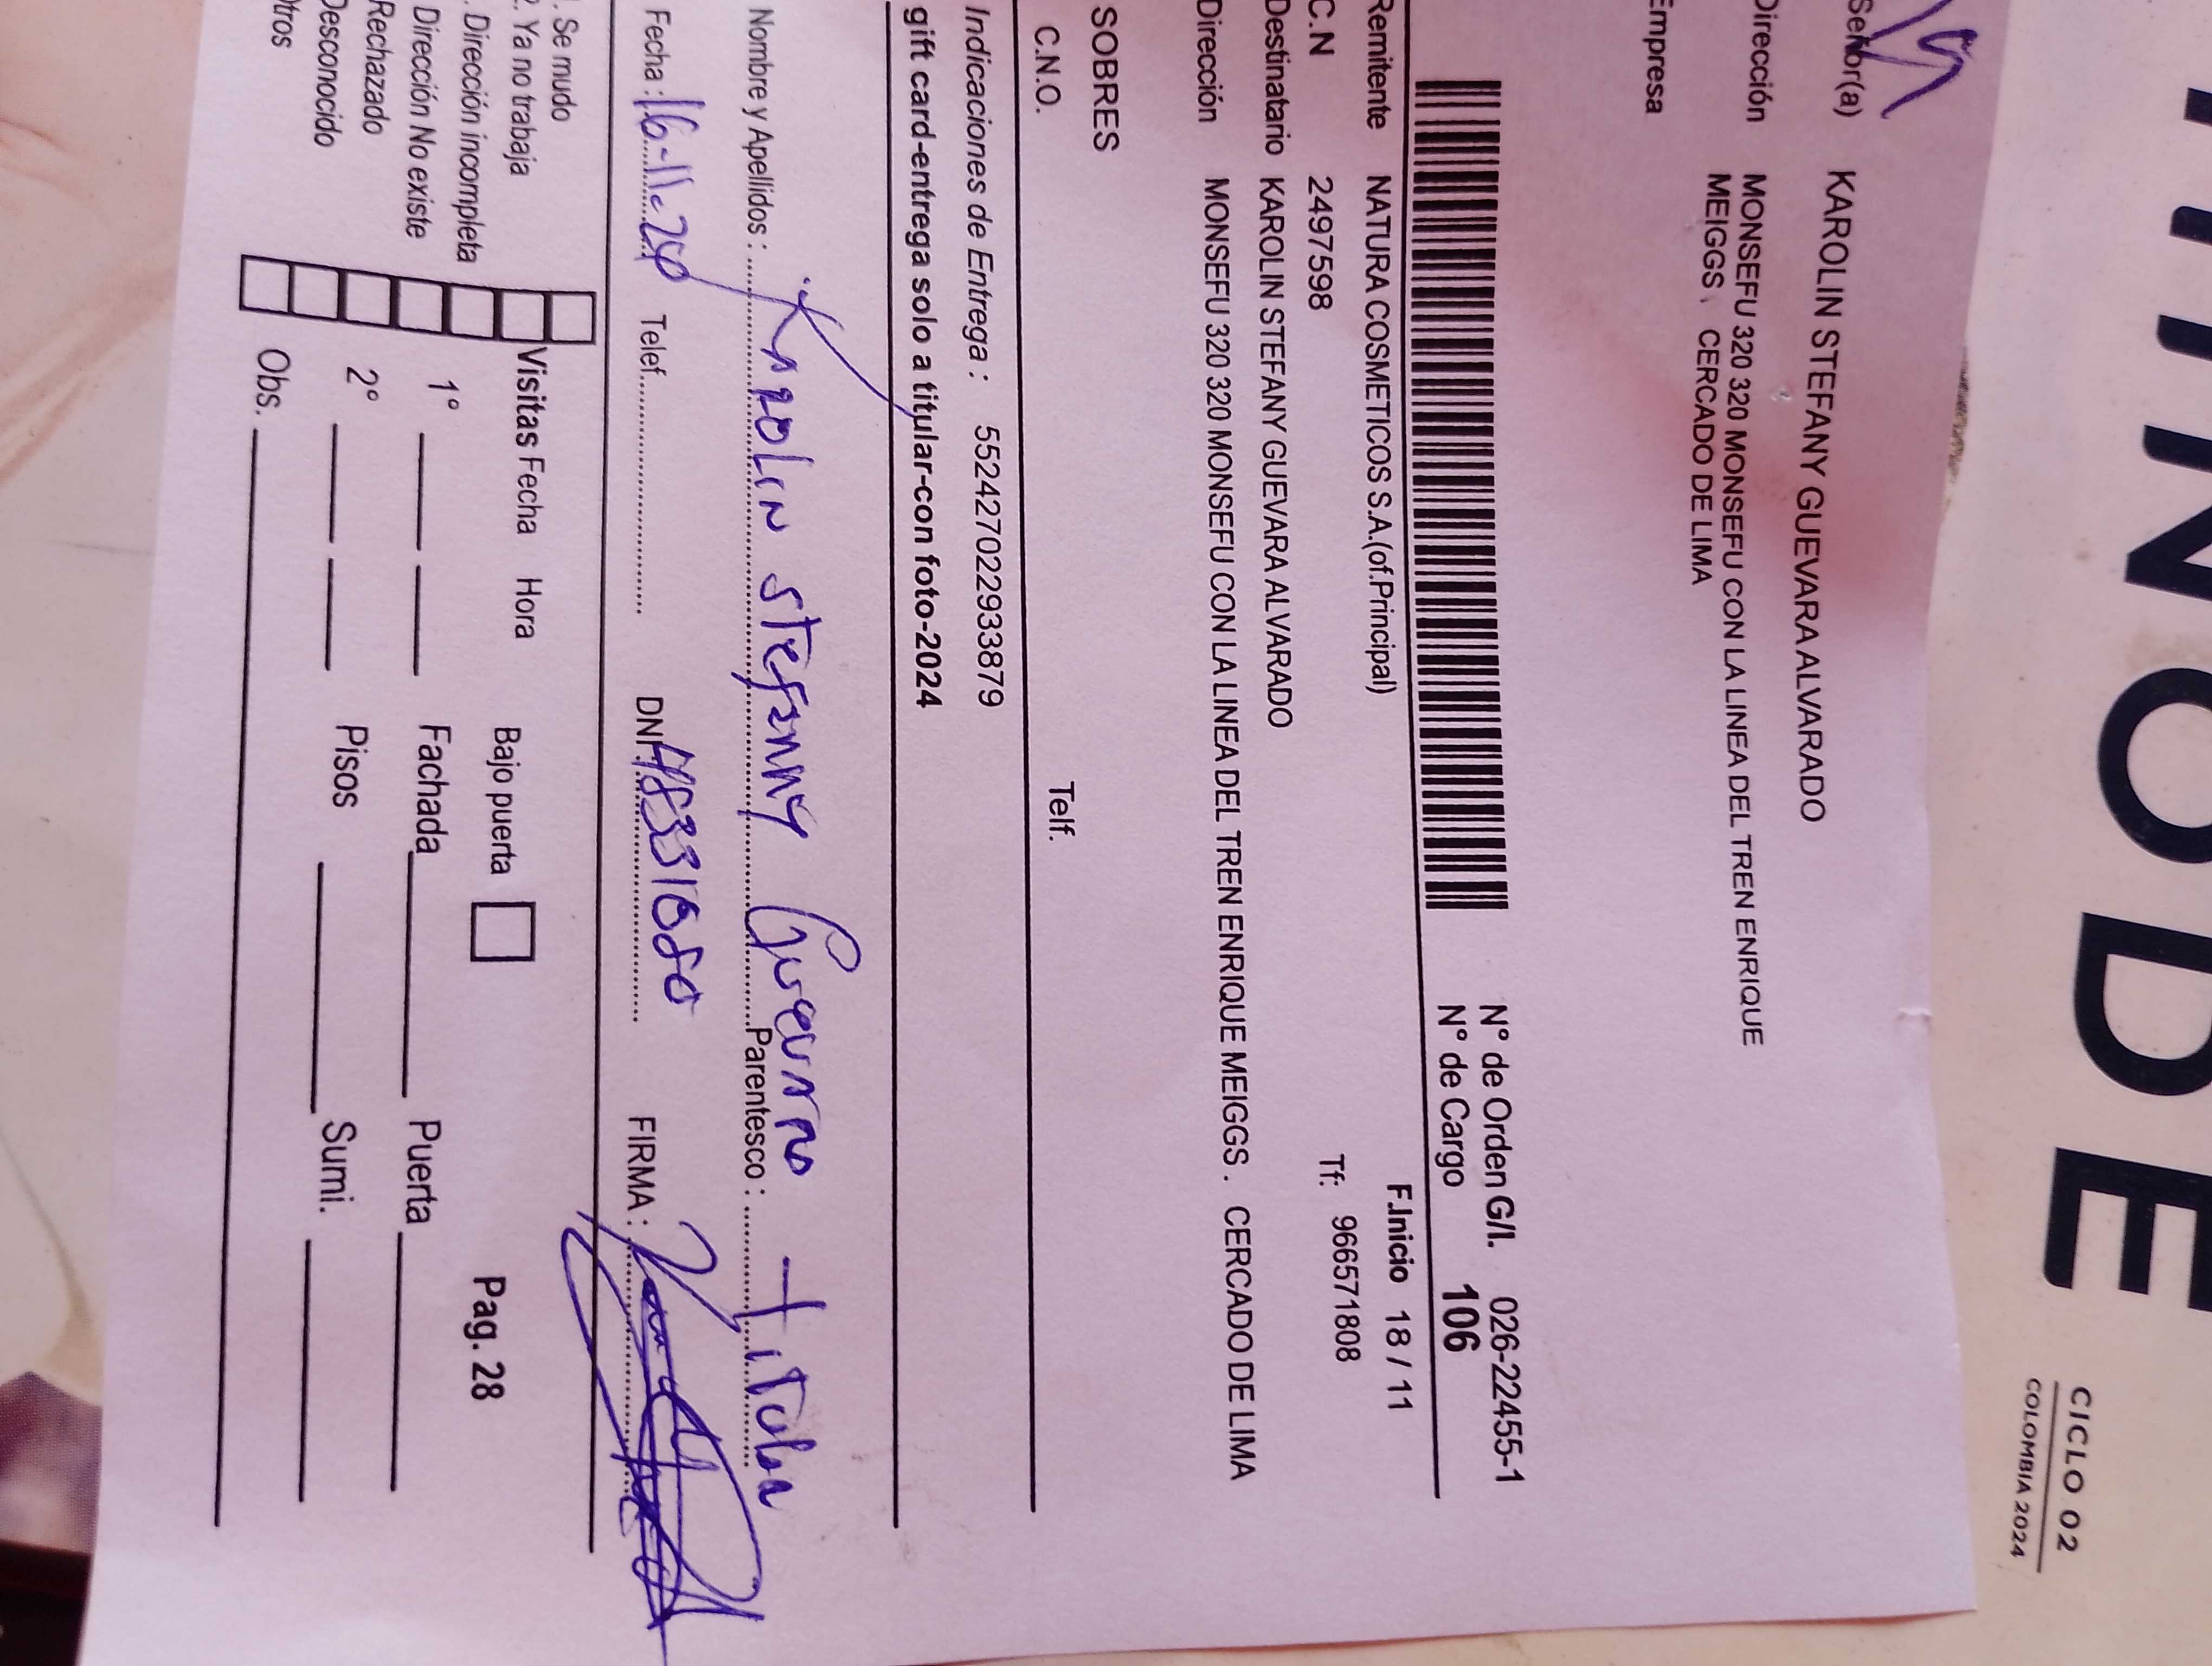 Señor(a) KAROLIN STEFANY GUEVARA ALVARADO
Dirección MONSEFU 320 320 MONSEFU CON LA LINEA DEL TREN ENRIQUE
MEIGGS . CERCADO DE LIMA
Empresa
N° de Orden G/I. 026-22455-1
N° de Cargo 106
Remitente NATURA COSMETICOS S.A.(of.Principal) F.Inicio 18 / 11
C.N 2497598 Tf: 966571808
Destinatario KAROLIN STEFANY GUEVARA ALVARADO
Dirección MONSEFU 320 320 MONSEFU CON LA LINEA DEL TREN ENRIQUE MEIGGS . CERCADO DE LIMA
SOBRES
C.N.O. Telf.
Indicaciones de Entrega : 5524270222933879
gift card-entrega solo a titular-con foto-2024
Nombre y Apellidos : Karolin Stefanny Guevara Parentesco : Titular
Fecha : 16-11- Telef. DNI: 48331080 FIRMA :
. Se mudo
2. Ya no trabaja Visitas Fecha Hora Bajo puerta Pag. 28
. Dirección incompleta
Dirección No existe 1° Fachada Puerta
Rechazado 2° Pisos Sumi.
Desconocido
Otros Obs.
NODE
CICLO 02
COLOMBIA 2024